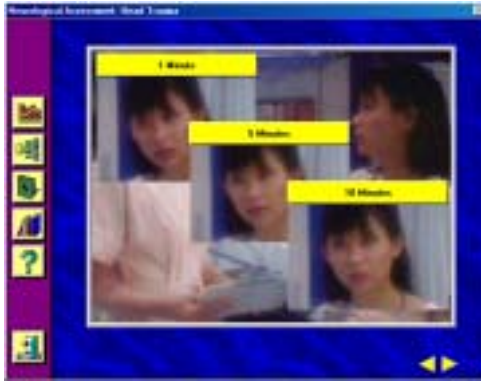 Neurological Assessment: Head Trauma
1 Minute
5 Minutes
10 Minutes
?